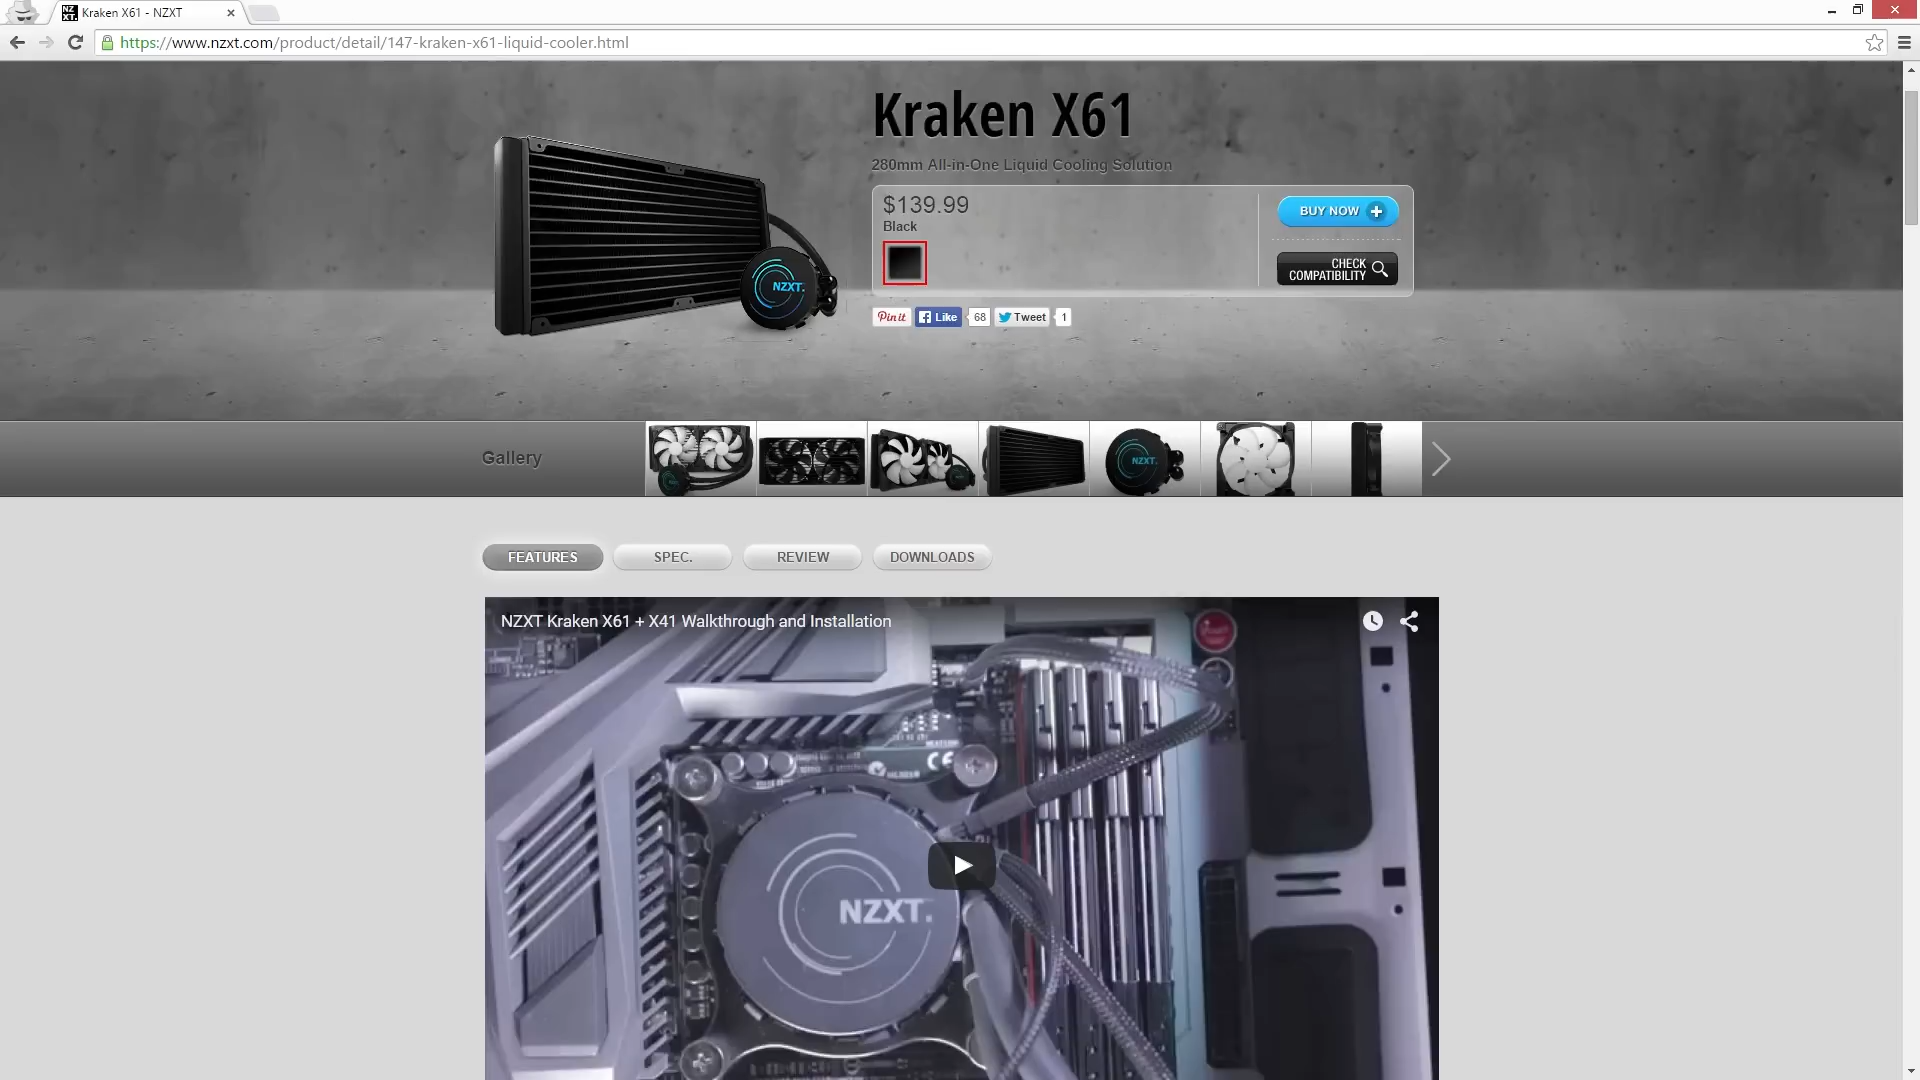 Kraken X61 - NZXT
https://www.nzxt.com/product/detail/147-kraken-x61-liquid-cooler.html
Kraken X61
280mm All-in-One Liquid Cooling Solution
$139.99
Black
BUY NOW
CHECK
COMPATIBILITY
NZXT.
Pin it
Like
68
Tweet
1
Gallery
NZXT.
FEATURES
SPEC.
REVIEW
DOWNLOADS
NZXT Kraken X61 + X41 Walkthrough and Installation
CE
NZXT.